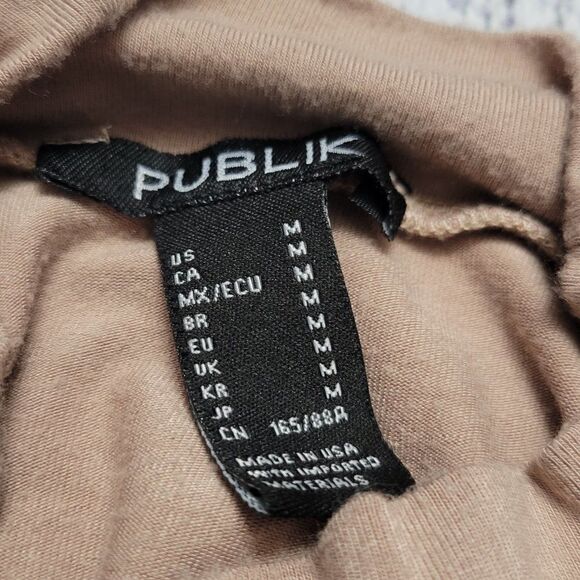 PUBLIK
US M
CA M
MX/ECU M
BR M
EU M
UK M
KR M
JP M
CN 165/88A
MADE IN USA
WITH IMPORTED
MATERIALS